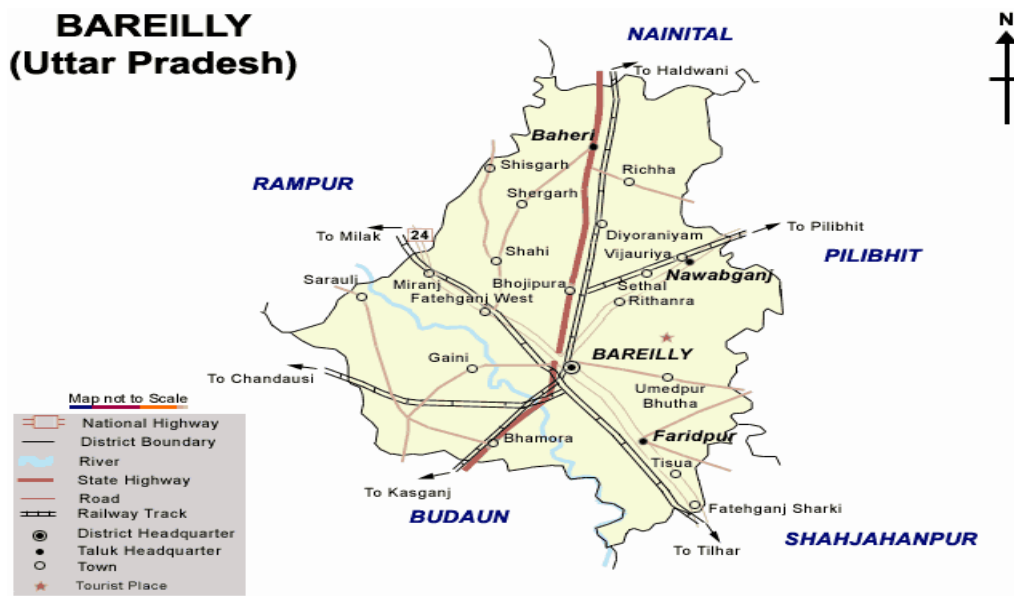 BAREILLY
(Uttar Pradesh)
N
NAINITAL
To Haldwani
Baheri
Shisgarh
Richha
RAMPUR
Shergarh
To Milak
24
Diyoraniyam
To Pilibhit
Shahi
Vijauriya
PILIBHIT
Sarauli
Miranj
Bhojipura
Nawabganj
Sethal
Fatehganj West
Rithanra
Gaini
BAREILLY
To Chandausi
Umedpur
Bhutha
Map not to Scale
National Highway
District Boundary
River
State Highway
Road
Railway Track
District Headquarter
Taluk Headquarter
Town
Tourist Place
Bhamora
Faridpur
Tisua
To Kasganj
BUDAUN
Fatehganj Sharki
To Tilhar
SHAHJAHANPUR